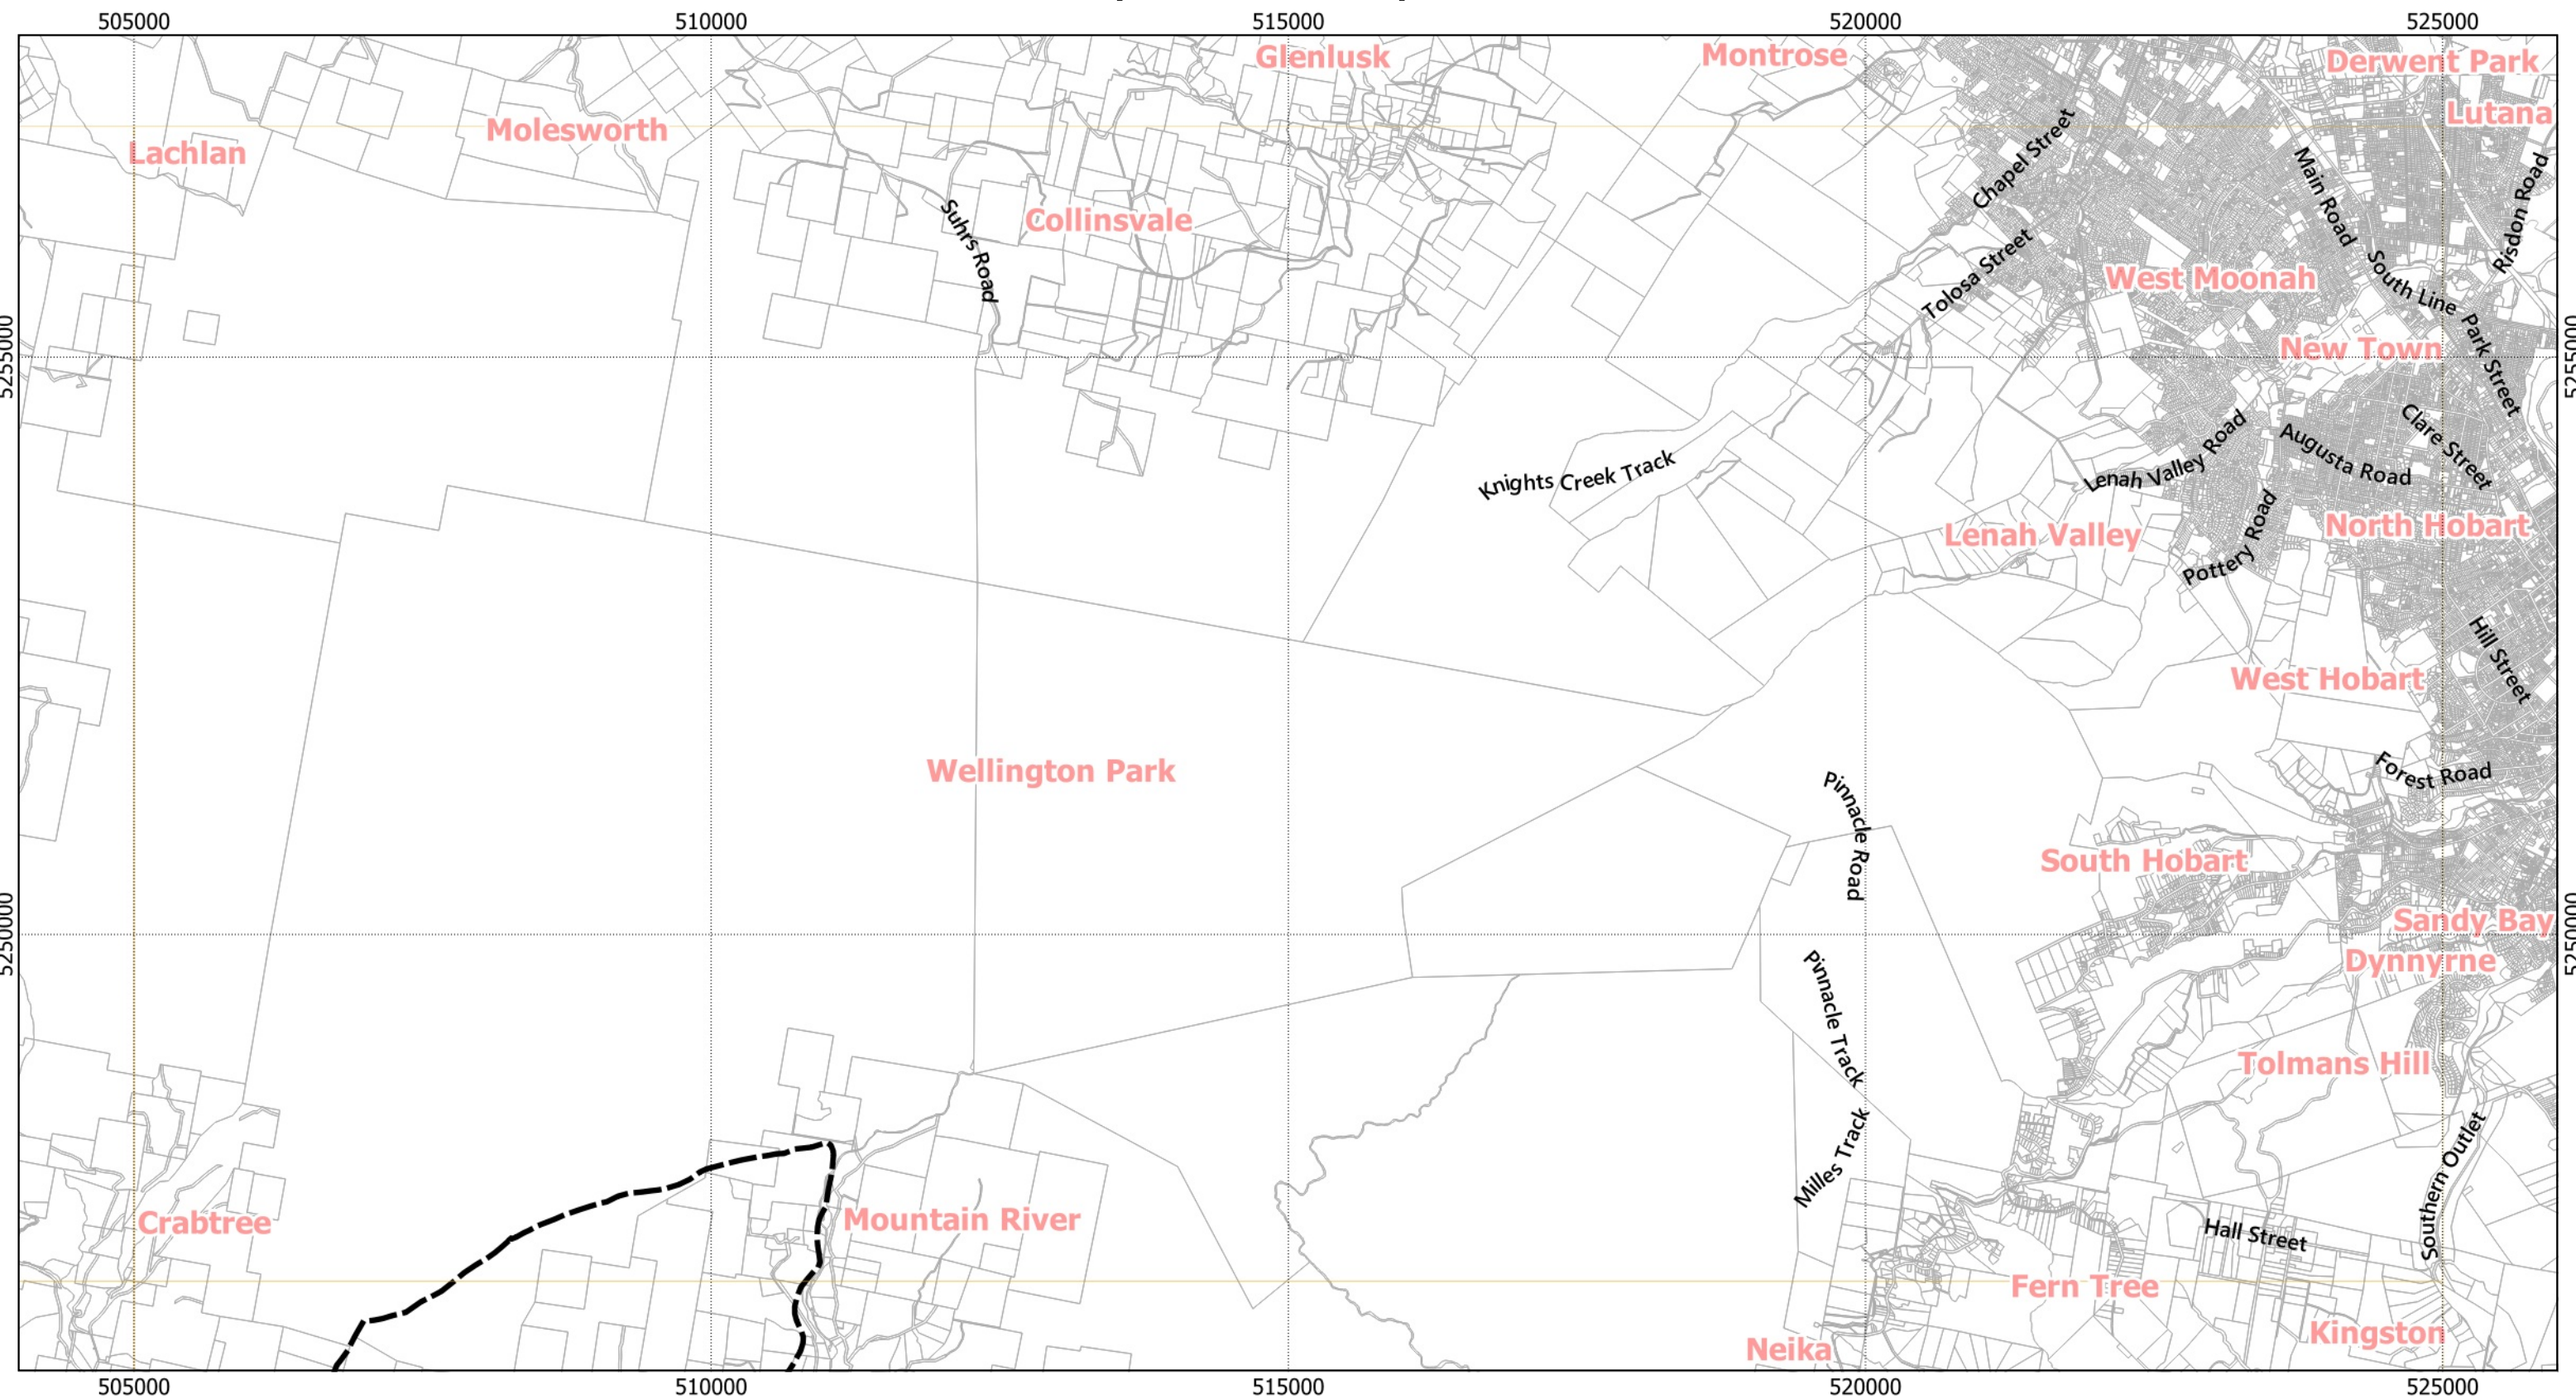 505000
510000
515000
520000
525000
Glenlusk
Montrose
Derwent Park
Lutana
Molesworth
Lachlan
Chapel Street
Main Road
Risdon Road
Suhrs Road
Collinsvale
Tolosa Street
West Moonah
South Line
Park Street
5255000
5255000
New Town
Clare Street
Augusta Road
Lenah Valley Road
Knights Creek Track
Pottery Road
North Hobart
Lenah Valley
Hill Street
West Hobart
Wellington Park
Pinnacle Road
Forest Road
South Hobart
5250000
5250000
Sandy Bay
Dynnyrne
Pinnacle Track
Tolmans Hill
Milles Track
Southern Outlet
Crabtree
Mountain River
Hall Street
Fern Tree
Kingston
Neika
505000
510000
515000
520000
525000